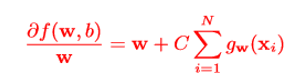 ∂f(w, b)/w = w + C ∑_{i=1}^{N} g_w(x_i)